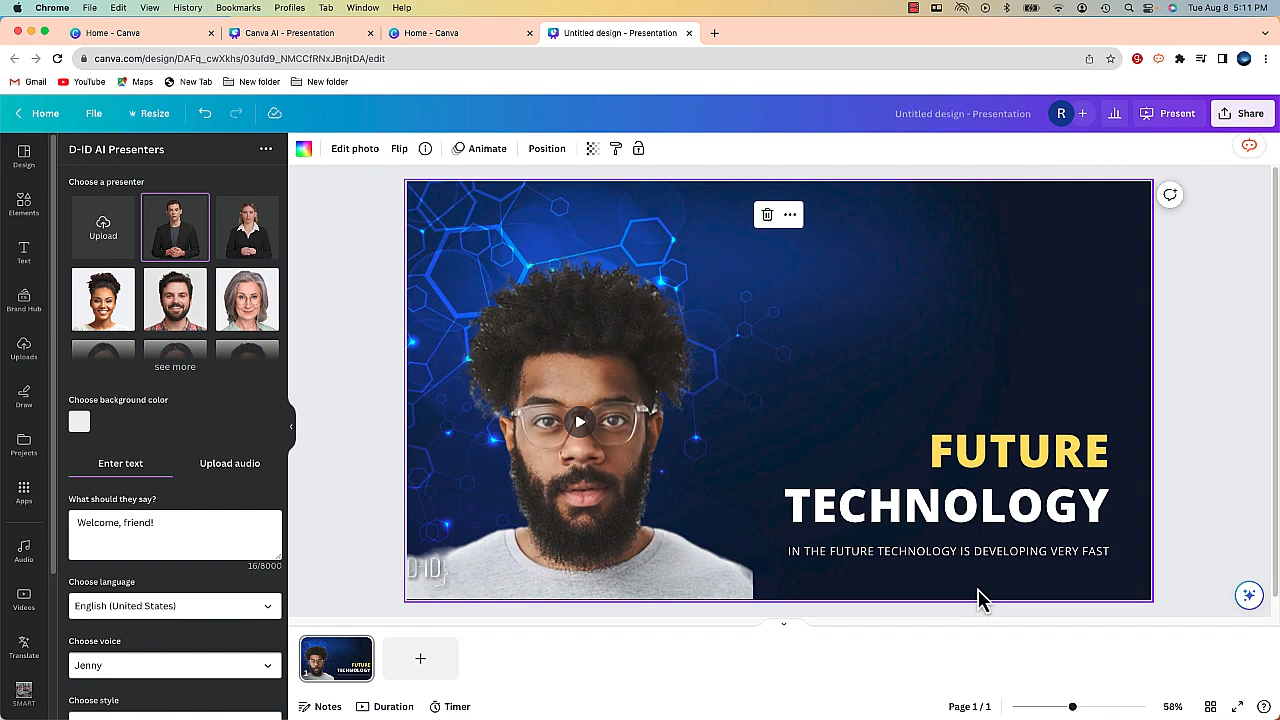 Chrome File Edit View History Bookmarks Profiles Tab Window Help Tue Aug 8 5:11 PM
Home - Canva Canva AI - Presentation Home - Canva Untitled design - Presentation
canva.com/design/DAFq_cwXkhs/03ufd9_NMCCfRNxJBnjtDA/edit
Gmail YouTube Maps New Tab New folder New folder
Home File Resize Untitled design - Presentation R Present Share
D-ID AI Presenters
Edit photo Flip Animate Position
Design
Elements
Text
Brand Hub
Uploads
Draw
Projects
Apps
Audio
Videos
Translate
SMART
Choose a presenter
Upload
see more
Choose background color
Enter text Upload audio
What should they say?
Welcome, friend!
16/8000
Choose language
English (United States)
Choose voice
Jenny
Choose style
FUTURE
TECHNOLOGY
IN THE FUTURE TECHNOLOGY IS DEVELOPING VERY FAST
D-ID
1
FUTURE
TECHNOLOGY
Notes Duration Timer Page 1 / 1 58%